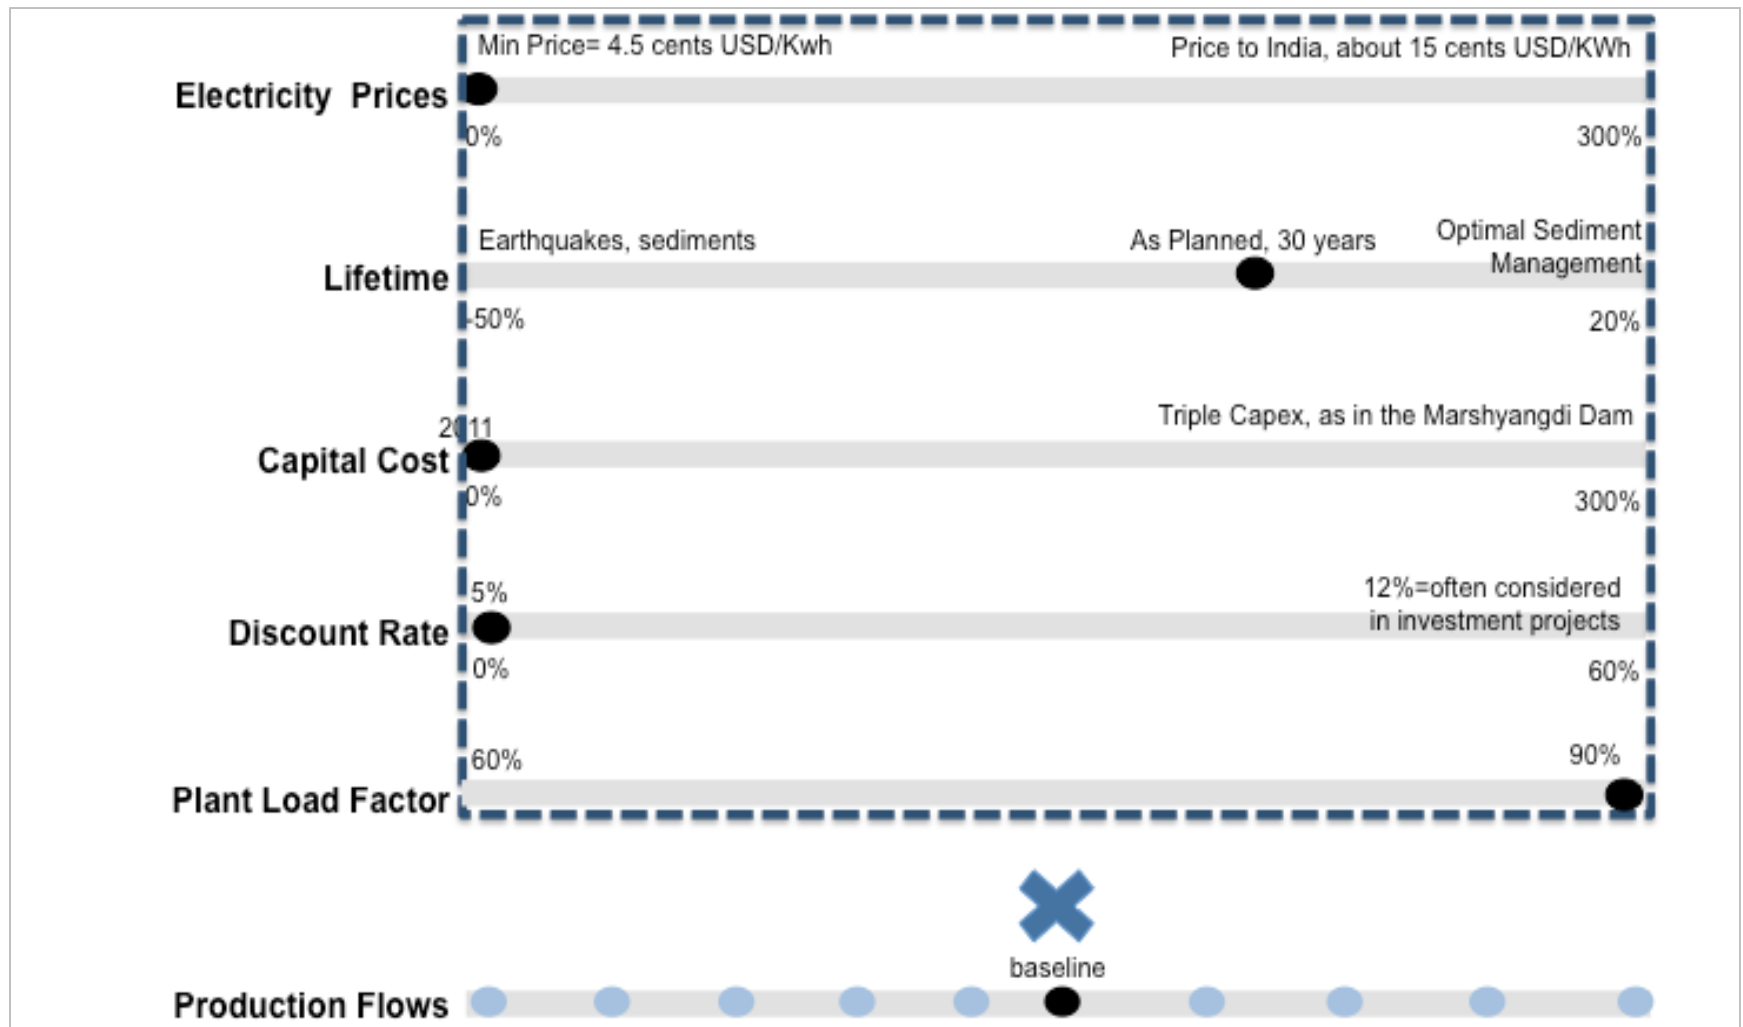 Min Price= 4.5 cents USD/Kwh
Price to India, about 15 cents USD/KWh
Electricity Prices
0%
300%
Earthquakes, sediments
As Planned, 30 years
Optimal Sediment
Management
Lifetime
-50%
20%
2011
Triple Capex, as in the Marshyangdi Dam
Capital Cost
0%
300%
5%
12%=often considered
in investment projects
Discount Rate
0%
60%
60%
90%
Plant Load Factor
baseline
Production Flows